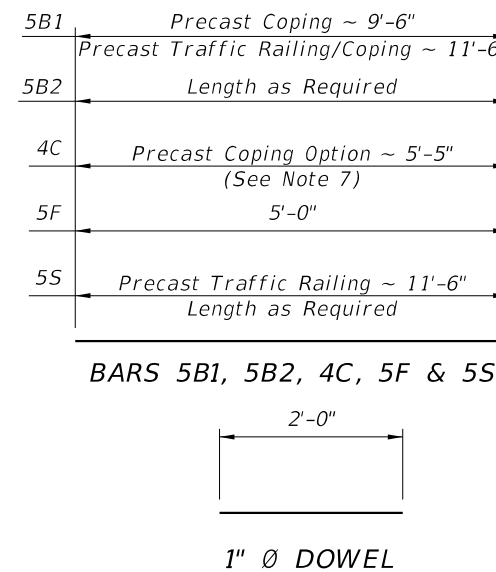 5B1 Precast Coping ~ 9'-6"
Precast Traffic Railing/Coping ~ 11'-6
5B2 Length as Required
4C Precast Coping Option ~ 5'-5"
(See Note 7)
5F 5'-0"
5S Precast Traffic Railing ~ 11'-6"
Length as Required
BARS 5B1, 5B2, 4C, 5F & 5S
2'-0"
1" Ø DOWEL